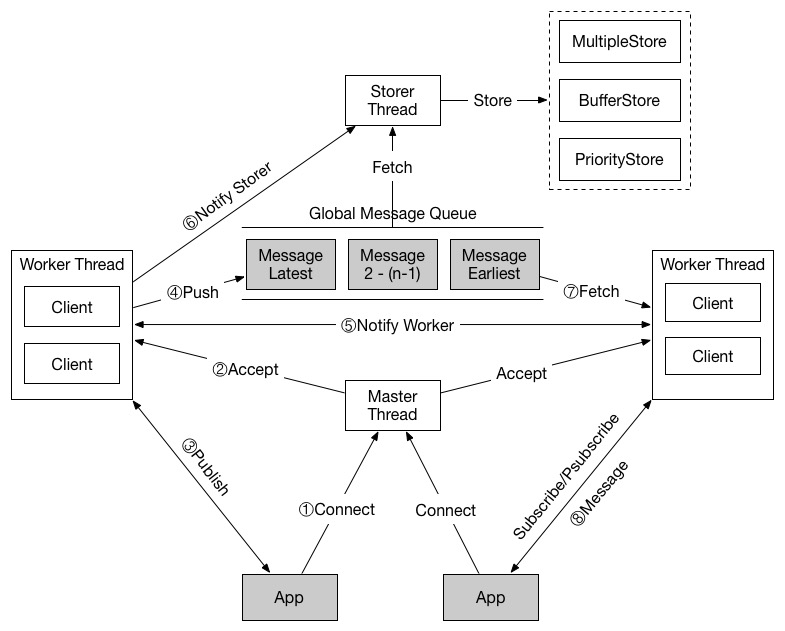 MultipleStore
Storer
Thread
Store
BufferStore
PriorityStore
Fetch
⑥Notify Storer
Global Message Queue
Worker Thread
Client
Client
Message
Latest
Message
2 - (n-1)
Message
Earliest
Worker Thread
Client
Client
④Push
⑦Fetch
⑤Notify Worker
②Accept
Accept
Master
Thread
③Publish
①Connect
Connect
Subscribe/Psubscribe
⑧Message
App
App